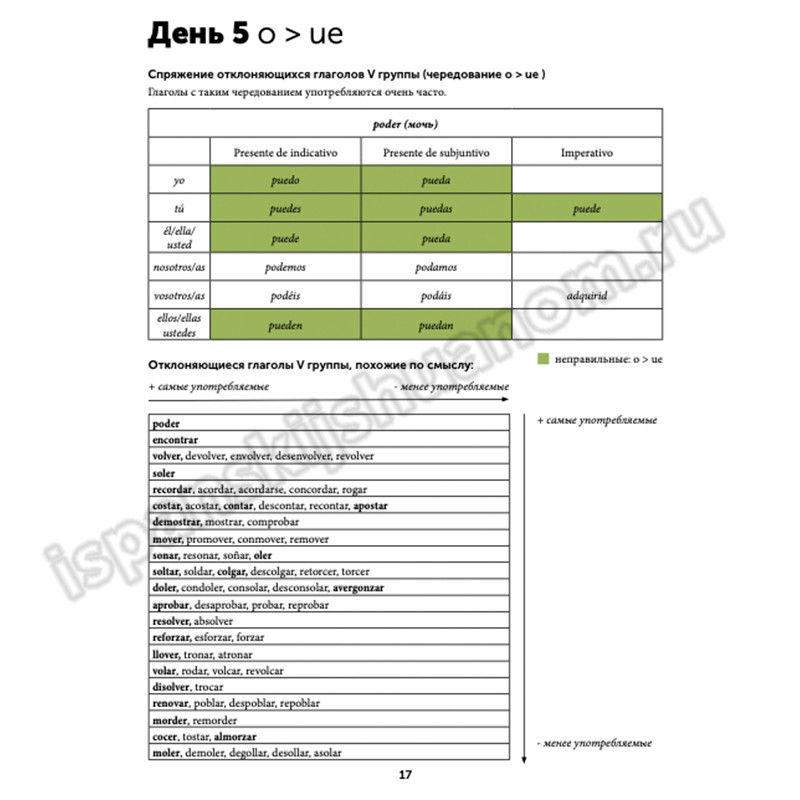 День 5 o > ue
Спряжение отклоняющихся глаголов V группы (чередование o > ue )
Глаголы с таким чередованием употребляются очень часто.
poder (мочь)
Presente de indicativo Presente de subjuntivo Imperativo
yo puedo pueda
tú puedes puedas puede
él/ella/
usted puede pueda
nosotros/as podemos podamos
vosotros/as podéis podáis adquirid
ellos/ellas
ustedes pueden puedan
неправильные: o > ue
Отклоняющиеся глаголы V группы, похожие по смыслу:
+ самые употребляемые - менее употребляемые
+ самые употребляемые
poder
encontrar
volver, devolver, envolver, desenvolver, revolver
soler
recordar, acordar, acordarse, concordar, rogar
costar, acostar, contar, descontar, recontar, apostar
demostrar, mostrar, comprobar
mover, promover, conmover, remover
sonar, resonar, soñar, oler
soltar, soldar, colgar, descolgar, retorcer, torcer
doler, condoler, consolar, desconsolar, avergonzar
aprobar, desaprobar, probar, reprobar
resolver, absolver
reforzar, esforzar, forzar
llover, tronar, atronar
volar, rodar, volcar, revolcar
disolver, trocar
renovar, poblar, despoblar, repoblar
morder, remorder
cocer, tostar, almorzar
moler, demoler, degollar, desollar, asolar
- менее употребляемые
17
ispanskijshuanom.ru